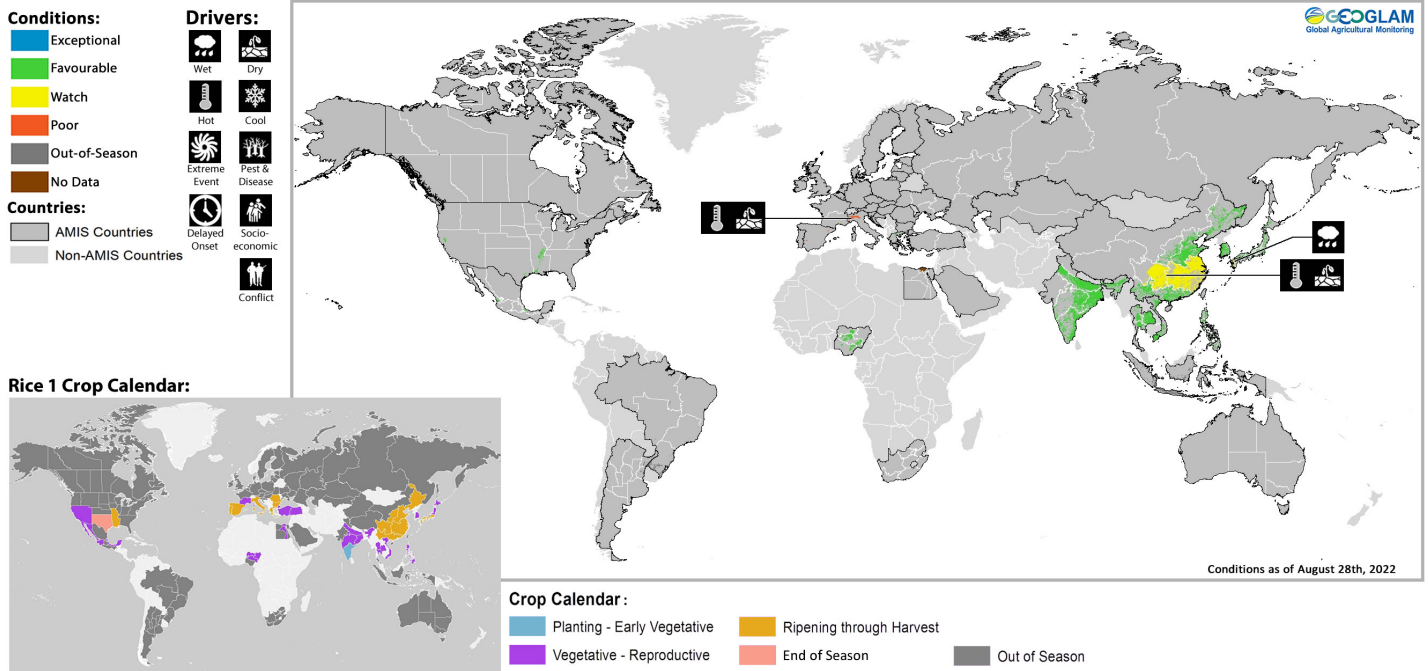 Conditions:
Exceptional
Favourable
Watch
Poor
Out-of-Season
No Data
Countries:
AMIS Countries
Non-AMIS Countries
Drivers:
Wet
Dry
Hot
Cool
Extreme
Event
Pest &
Disease
Delayed
Onset
Socio-
economic
Conflict
GEOGLAM
Global Agricultural Monitoring
Conditions as of August 28th, 2022
Rice 1 Crop Calendar:
Crop Calendar :
Planting - Early Vegetative
Ripening through Harvest
Vegetative - Reproductive
End of Season
Out of Season